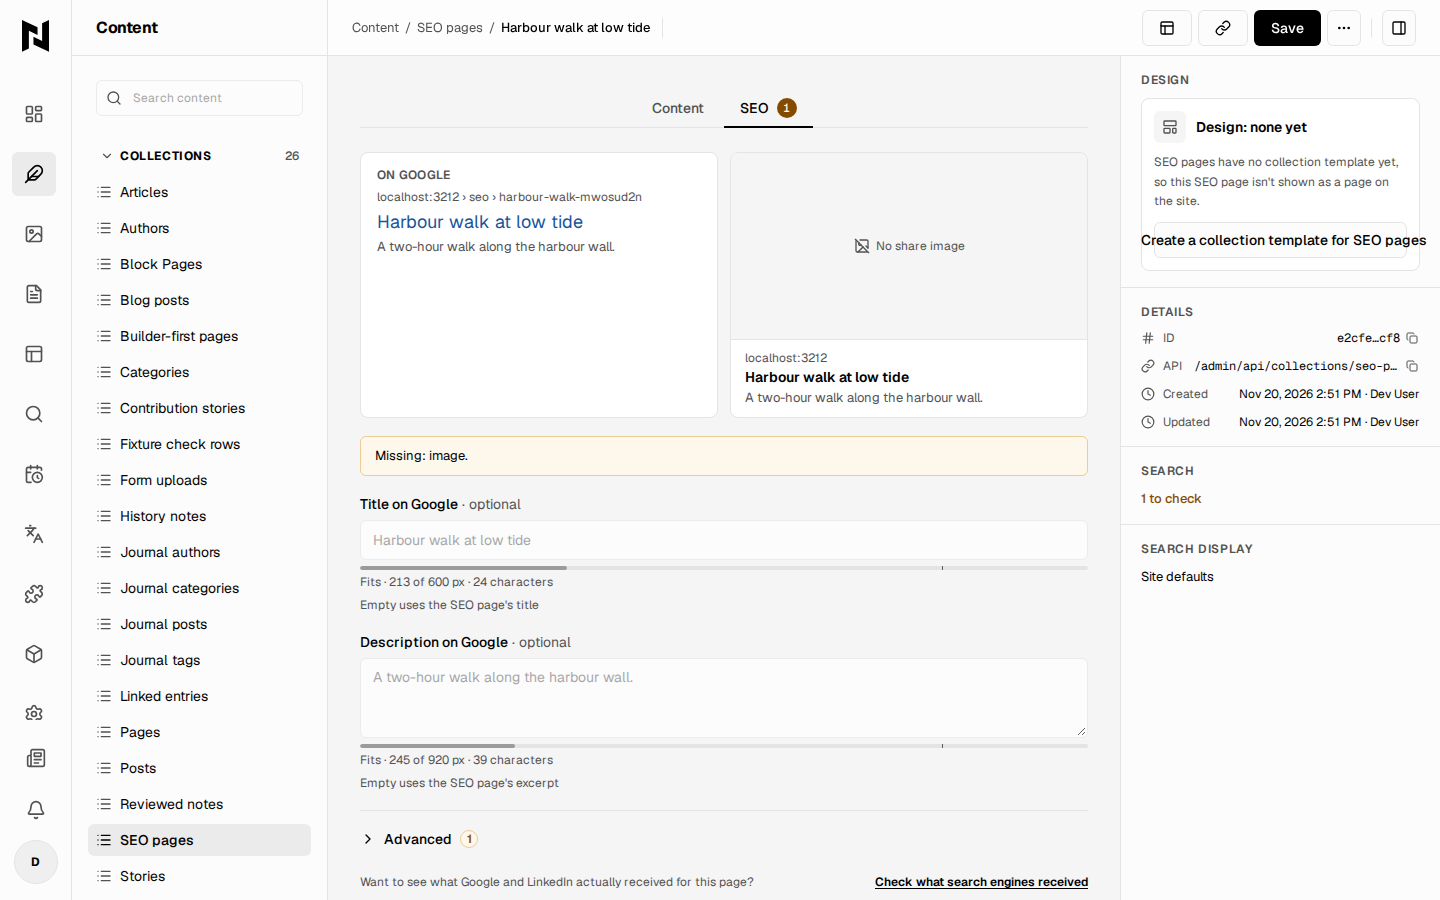 Content
Content / SEO pages / Harbour walk at low tide
Save
Search content
COLLECTIONS 26
Articles
Authors
Block Pages
Blog posts
Builder-first pages
Categories
Contribution stories
Fixture check rows
Form uploads
History notes
Journal authors
Journal categories
Journal posts
Journal tags
Linked entries
Pages
Posts
Reviewed notes
SEO pages
Stories
D
Content
SEO 1
ON GOOGLE
localhost:3212 › seo › harbour-walk-mwosud2n
Harbour walk at low tide
A two-hour walk along the harbour wall.
No share image
localhost:3212
Harbour walk at low tide
A two-hour walk along the harbour wall.
Missing: image.
Title on Google · optional
Harbour walk at low tide
Fits · 213 of 600 px · 24 characters
Empty uses the SEO page's title
Description on Google · optional
A two-hour walk along the harbour wall.
Fits · 245 of 920 px · 39 characters
Empty uses the SEO page's excerpt
Advanced 1
Want to see what Google and LinkedIn actually received for this page?
Check what search engines received
DESIGN
Design: none yet
SEO pages have no collection template yet,
so this SEO page isn't shown as a page on
the site.
Create a collection template for SEO pages
DETAILS
ID e2cfe…cf8
API /admin/api/collections/seo-p…
Created Nov 20, 2026 2:51 PM · Dev User
Updated Nov 20, 2026 2:51 PM · Dev User
SEARCH
1 to check
SEARCH DISPLAY
Site defaults